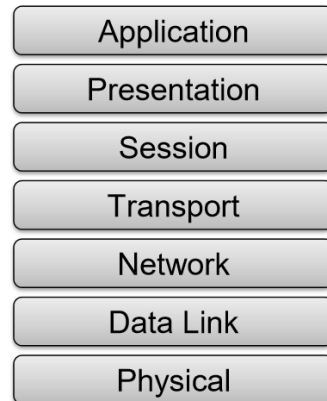 Application
Presentation
Session
Transport
Network
Data Link
Physical